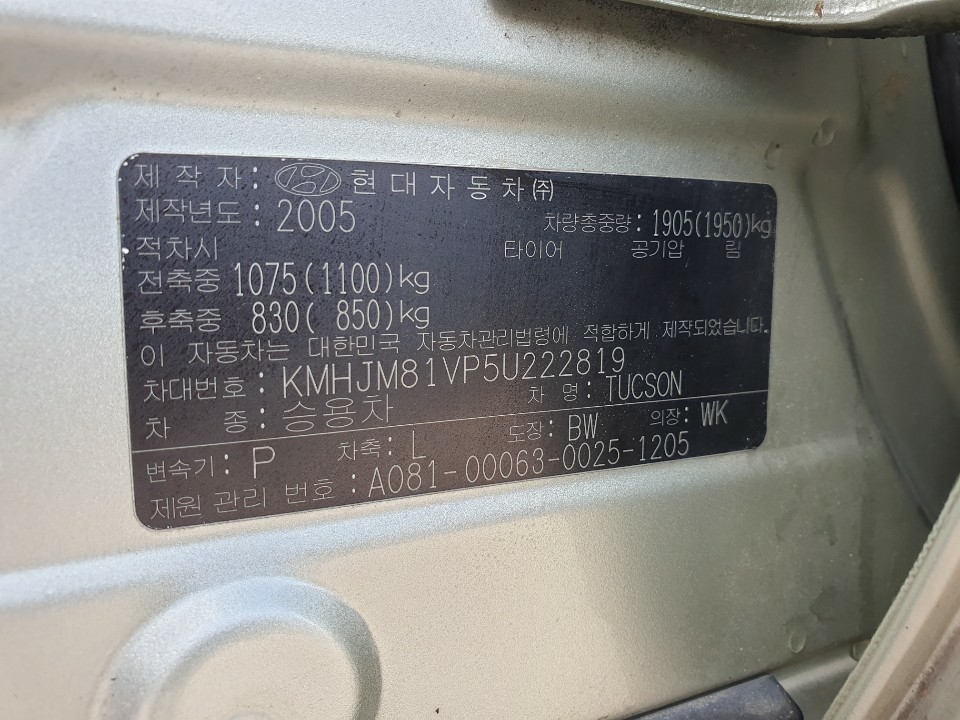 제 작 자 : 현대자동차㈜
제작년도 : 2005 차량총중량 : 1905(1950)kg
적차시 타이어 공기압 림
전축중 1075(1100)kg
후축중 830( 850)kg
이 자동차는 대한민국 자동차관리법령에 적합하게 제작되었습니다.
차대번호 : KMHJM81VP5U222819
차 종 : 승용차 차 명 : TUCSON
변속기 : P 차축 : L 도장 : BW 의장 : WK
제원 관리 번호 : A081-00063-0025-1205